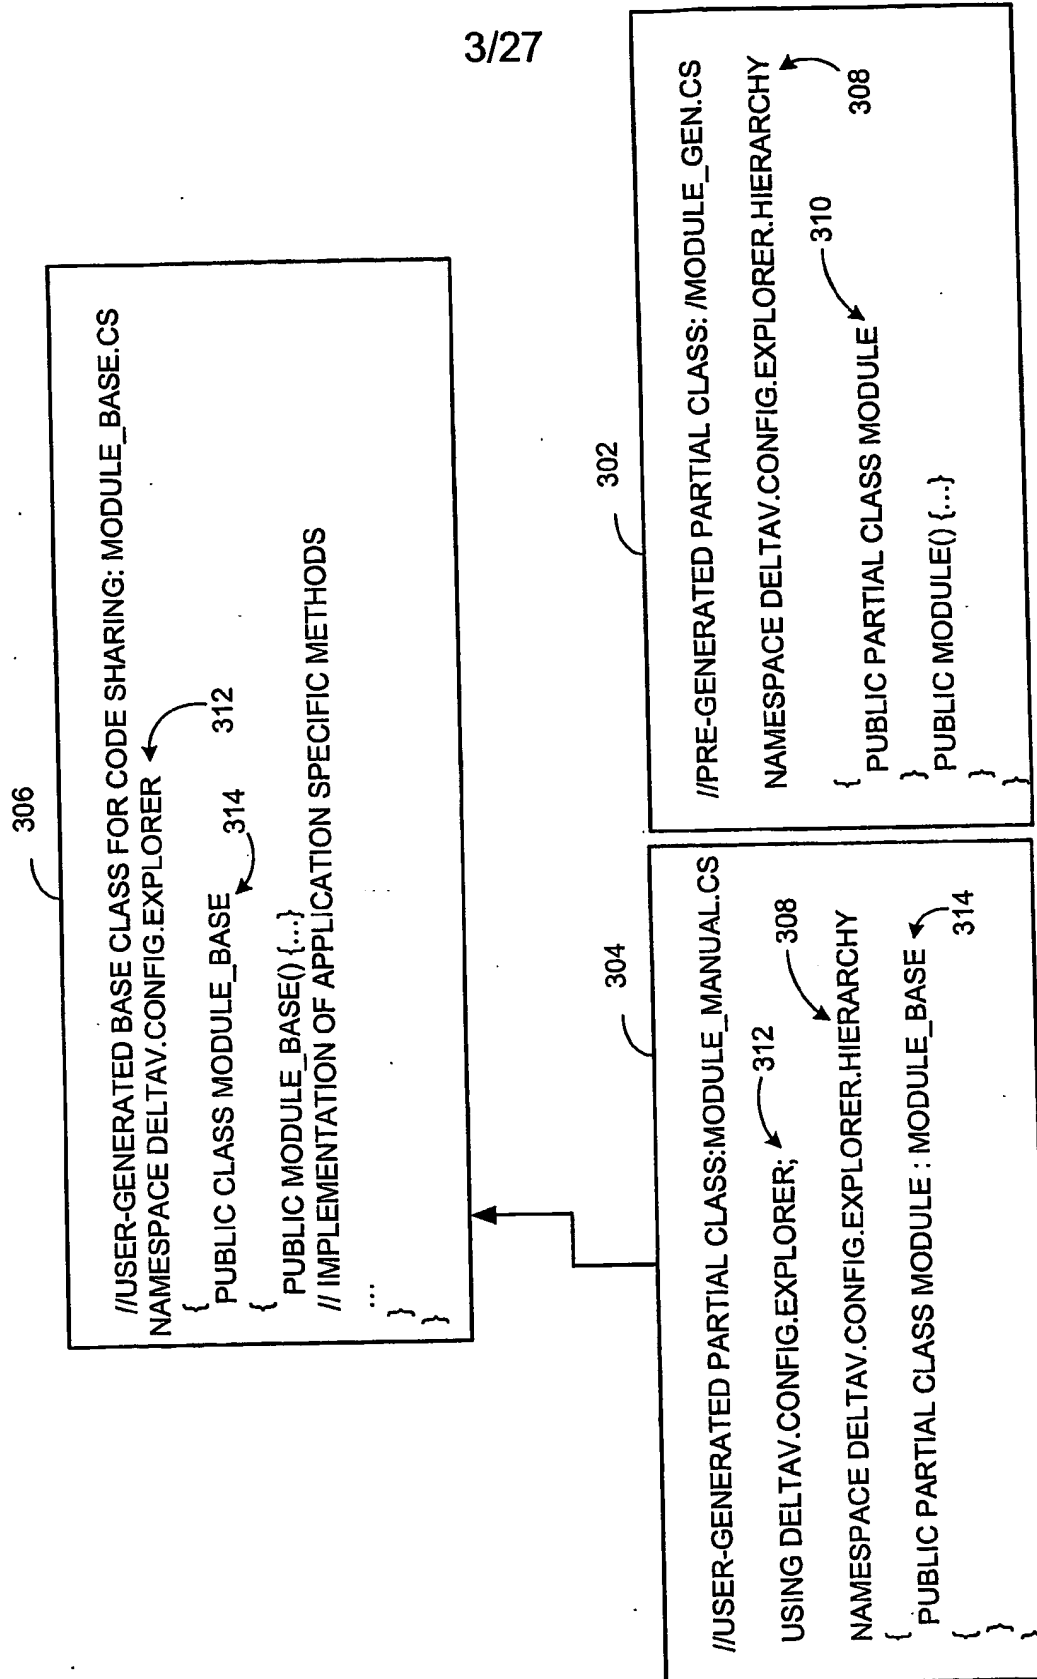 3/27
306
//USER-GENERATED BASE CLASS FOR CODE SHARING: MODULE_BASE.CS
NAMESPACE DELTAV.CONFIG.EXPLORER
312
{
PUBLIC CLASS MODULE_BASE
314
{
PUBLIC MODULE_BASE() {...}
// IMPLEMENTATION OF APPLICATION SPECIFIC METHODS
...
}
}
304
//USER-GENERATED PARTIAL CLASS:MODULE_MANUAL.CS
USING DELTAV.CONFIG.EXPLORER;
312
308
NAMESPACE DELTAV.CONFIG.EXPLORER.HIERARCHY
{
PUBLIC PARTIAL CLASS MODULE : MODULE_BASE
314
{
}
}
302
//PRE-GENERATED PARTIAL CLASS: /MODULE_GEN.CS
NAMESPACE DELTAV.CONFIG.EXPLORER.HIERARCHY
308
310
{
PUBLIC PARTIAL CLASS MODULE
}
PUBLIC MODULE() {...}
}
}